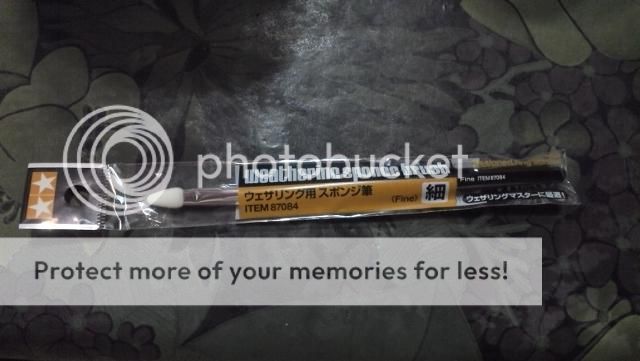 photobucket
Weathering sponge brush
ウェザリング用 スポンジ筆
ITEM 87084
(Fine)
細
Fine ITEM 87084
ウェザリングマスターに最適!
Protect more of your memories for less!